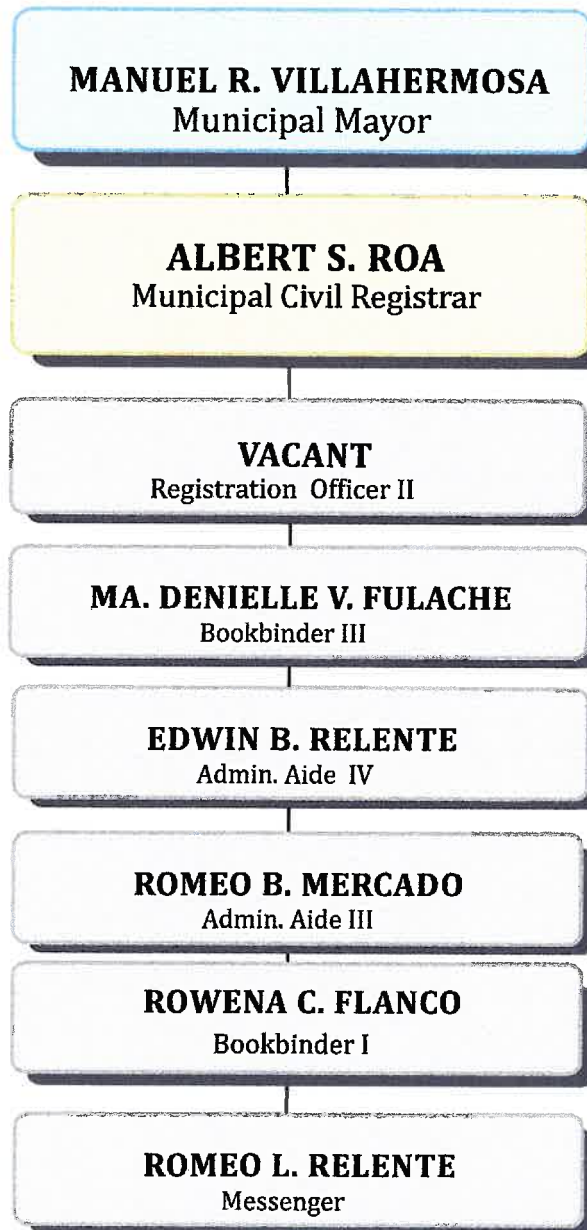 MANUEL R. VILLAHERMOSA
Municipal Mayor
ALBERT S. ROA
Municipal Civil Registrar
VACANT
Registration Officer II
MA. DENIELLE V. FULACHE
Bookbinder III
EDWIN B. RELENTE
Admin. Aide IV
ROMEO B. MERCADO
Admin. Aide III
ROWENA C. FLANCO
Bookbinder I
ROMEO L. RELENTE
Messenger